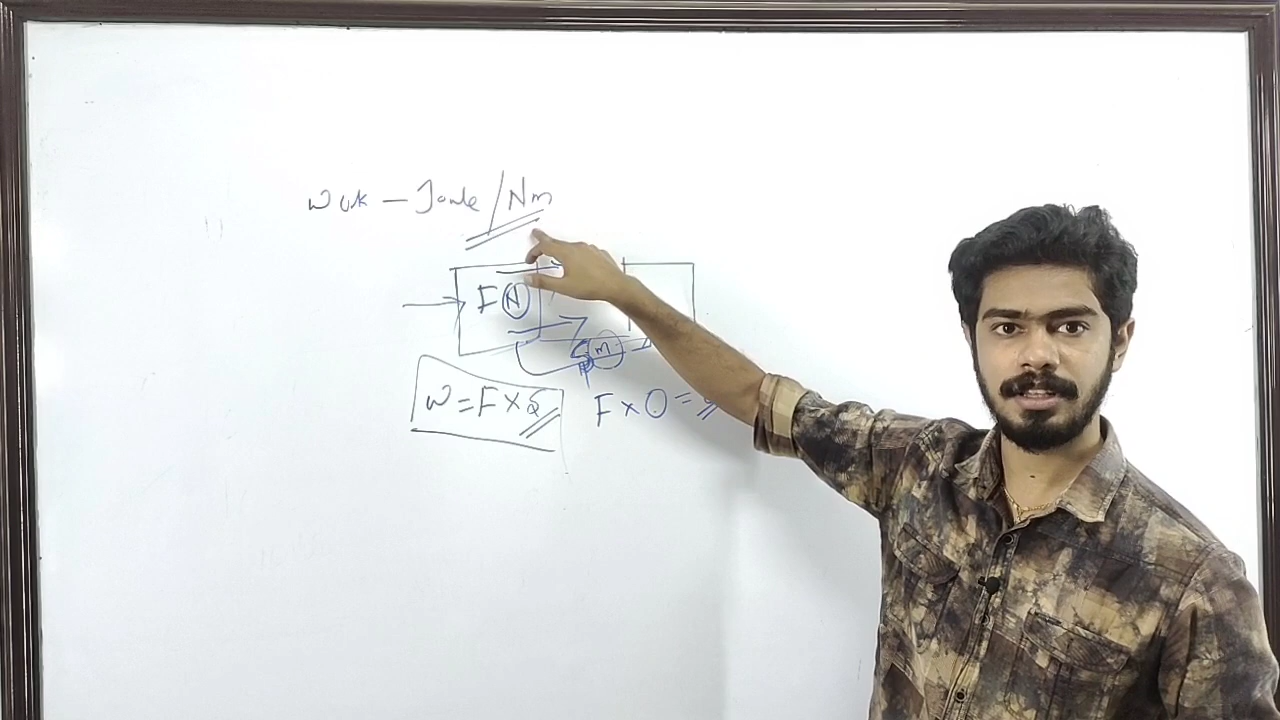 Work – Joule / Nm
F N
S m
W = F × S
F × 0 =